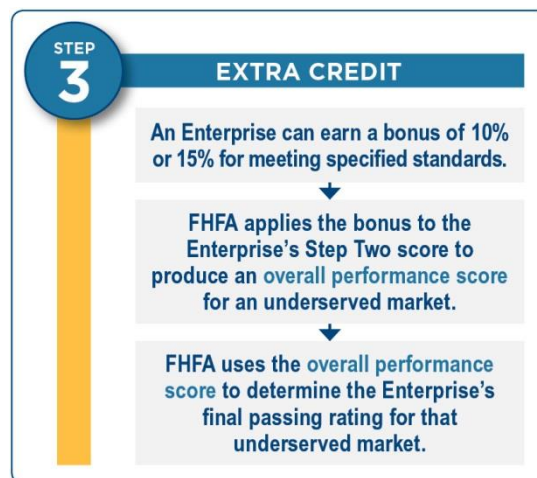 STEP
3
EXTRA CREDIT
An Enterprise can earn a bonus of 10%
or 15% for meeting specified standards.
FHFA applies the bonus to the
Enterprise’s Step Two score to
produce an overall performance score
for an underserved market.
FHFA uses the overall performance
score to determine the Enterprise’s
final passing rating for that
underserved market.